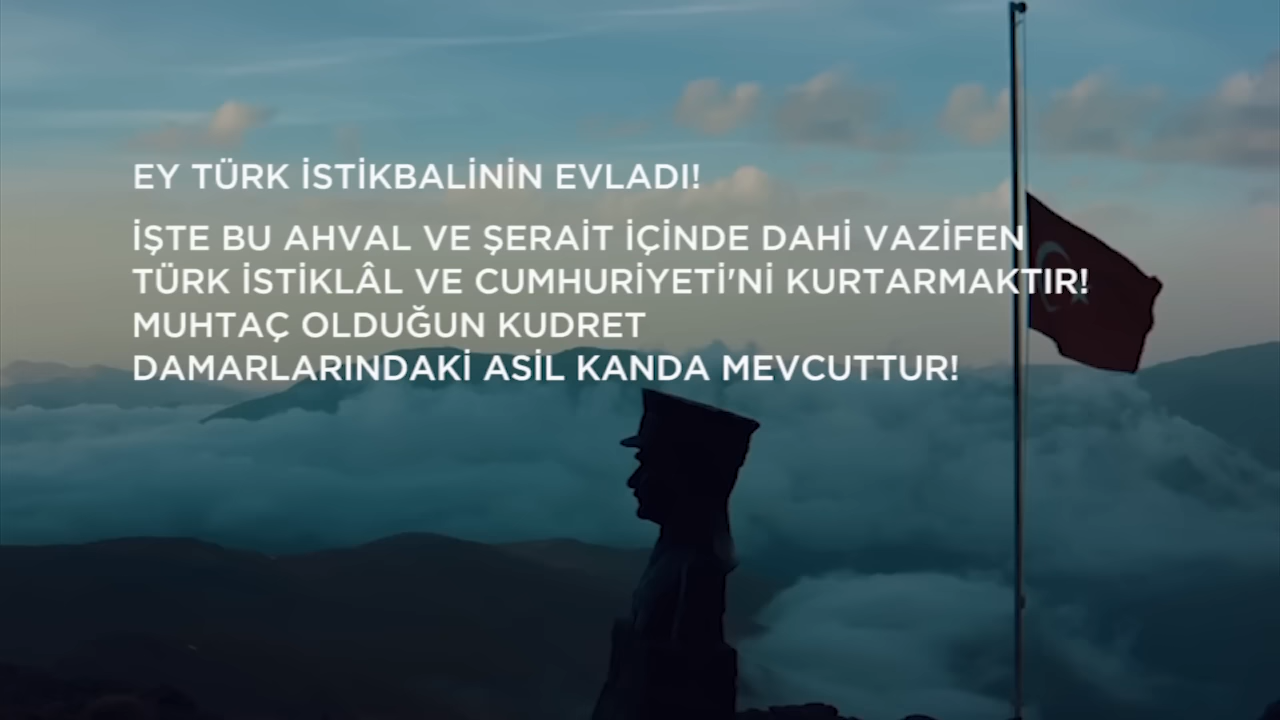 EY TÜRK İSTİKBALİNİN EVLADI!
İŞTE BU AHVAL VE ŞERAİT İÇİNDE DAHİ VAZİFEN
TÜRK İSTİKLÂL VE CUMHURİYETİ'Nİ KURTARMAKTIR!
MUHTAÇ OLDUĞUN KUDRET
DAMARLARINDAKİ ASİL KANDA MEVCUTTUR!